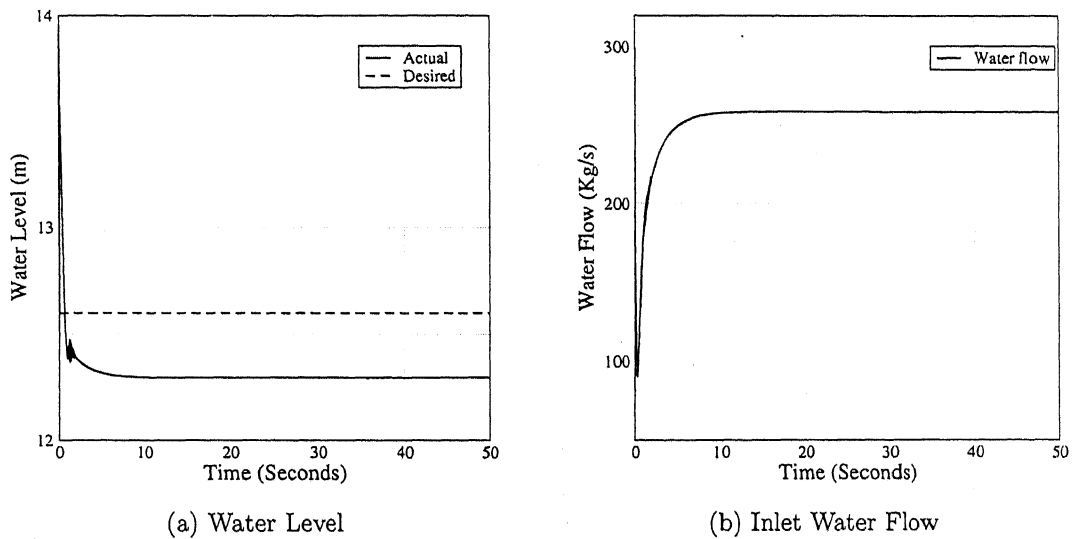 14
13
12
Water Level (m)
Actual
Desired
0 10 20 30 40 50
Time (Seconds)
(a) Water Level
300
200
100
Water Flow (Kg/s)
Water flow
0 10 20 30 40 50
Time (Seconds)
(b) Inlet Water Flow